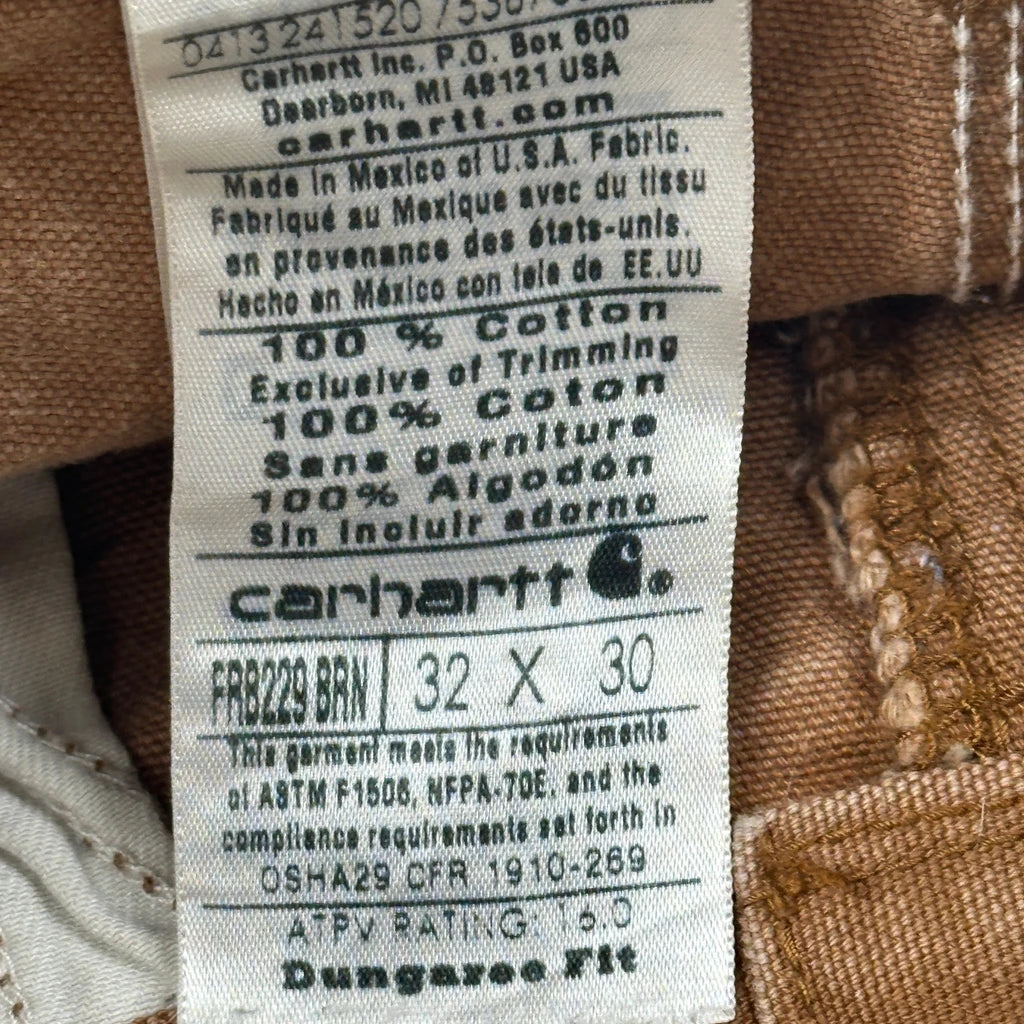 0413241520 /5567
Carhartt Inc. P.O. Box 600
Dearborn, MI 48121 USA
carhartt.com
Made in Mexico of U.S.A. Fabric.
Fabriqué au Mexique avec du tissu
en provenance des états-unis.
Hecho en México con tela de EE.UU
100 % Cotton
Exclusive of Trimming
100% Coton
Sans garniture
100% Algodón
Sin incluir adorno
carhartt
FRB229 BRN 32 X 30
This garment meets the requirements
of ASTM F1506, NFPA-70E, and the
compliance requirements set forth in
OSHA29 CFR 1910-269
ATPV RATING: 16.0
Dungaree Fit